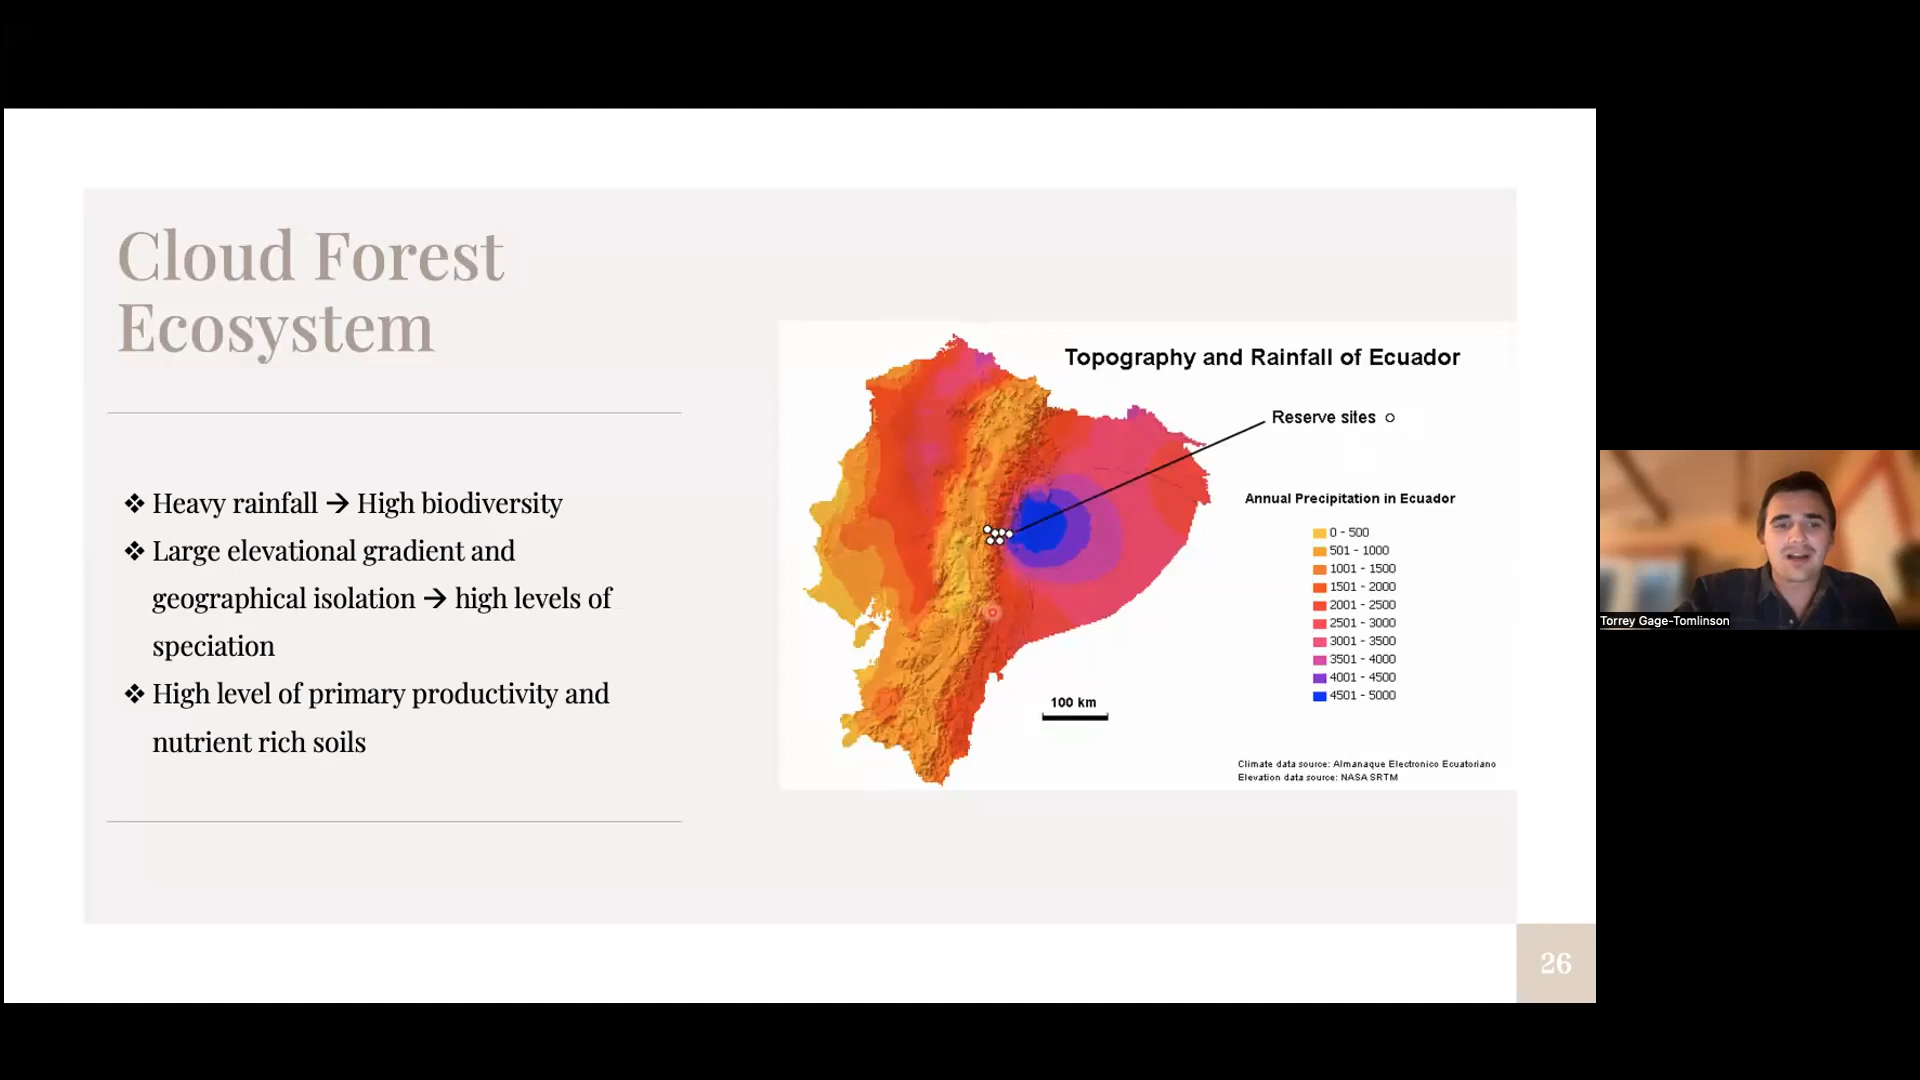 Cloud Forest
Ecosystem
❖ Heavy rainfall → High biodiversity
❖ Large elevational gradient and
geographical isolation → high levels of
speciation
❖ High level of primary productivity and
nutrient rich soils
Topography and Rainfall of Ecuador
Reserve sites
Annual Precipitation in Ecuador
0 - 500
501 - 1000
1001 - 1500
1501 - 2000
2001 - 2500
2501 - 3000
3001 - 3500
3501 - 4000
4001 - 4500
4501 - 5000
100 km
Climate data source: Almanaque Electronico Ecuatoriano
Elevation data source: NASA SRTM
26
Torrey Gage-Tomlinson